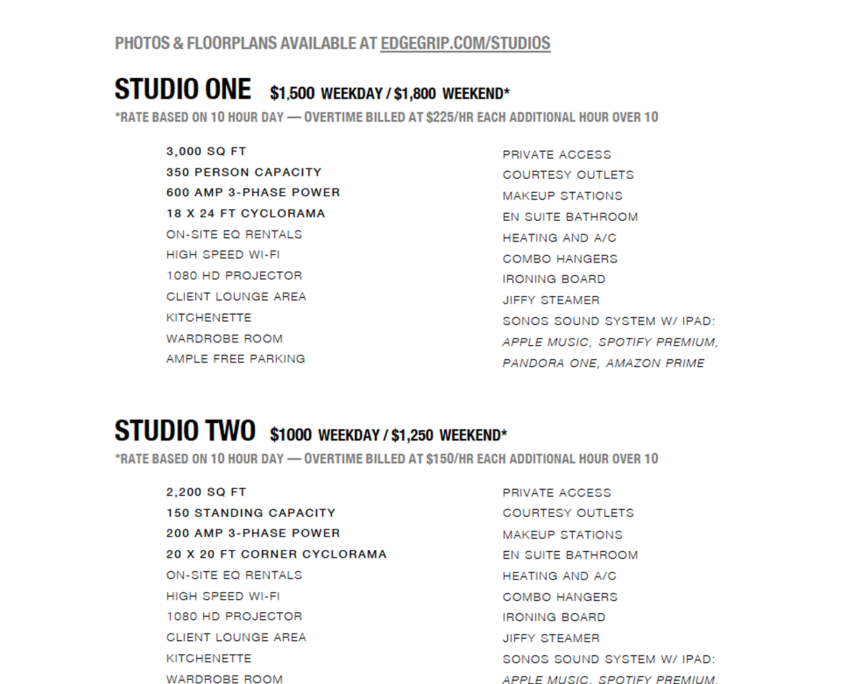 PHOTOS & FLOORPLANS AVAILABLE AT EDGEGRIP.COM/STUDIOS
STUDIO ONE $1,500 WEEKDAY / $1,800 WEEKEND*
*RATE BASED ON 10 HOUR DAY — OVERTIME BILLED AT $225/HR EACH ADDITIONAL HOUR OVER 10
3,000 SQ FT
350 PERSON CAPACITY
600 AMP 3-PHASE POWER
18 X 24 FT CYCLORAMA
ON-SITE EQ RENTALS
HIGH SPEED WI-FI
1080 HD PROJECTOR
CLIENT LOUNGE AREA
KITCHENETTE
WARDROBE ROOM
AMPLE FREE PARKING
PRIVATE ACCESS
COURTESY OUTLETS
MAKEUP STATIONS
EN SUITE BATHROOM
HEATING AND A/C
COMBO HANGERS
IRONING BOARD
JIFFY STEAMER
SONOS SOUND SYSTEM W/ IPAD:
APPLE MUSIC, SPOTIFY PREMIUM,
PANDORA ONE, AMAZON PRIME
STUDIO TWO $1000 WEEKDAY / $1,250 WEEKEND*
*RATE BASED ON 10 HOUR DAY — OVERTIME BILLED AT $150/HR EACH ADDITIONAL HOUR OVER 10
2,200 SQ FT
150 STANDING CAPACITY
200 AMP 3-PHASE POWER
20 X 20 FT CORNER CYCLORAMA
ON-SITE EQ RENTALS
HIGH SPEED WI-FI
1080 HD PROJECTOR
CLIENT LOUNGE AREA
KITCHENETTE
WARDROBE ROOM
PRIVATE ACCESS
COURTESY OUTLETS
MAKEUP STATIONS
EN SUITE BATHROOM
HEATING AND A/C
COMBO HANGERS
IRONING BOARD
JIFFY STEAMER
SONOS SOUND SYSTEM W/ IPAD:
APPLE MUSIC, SPOTIFY PREMIUM,